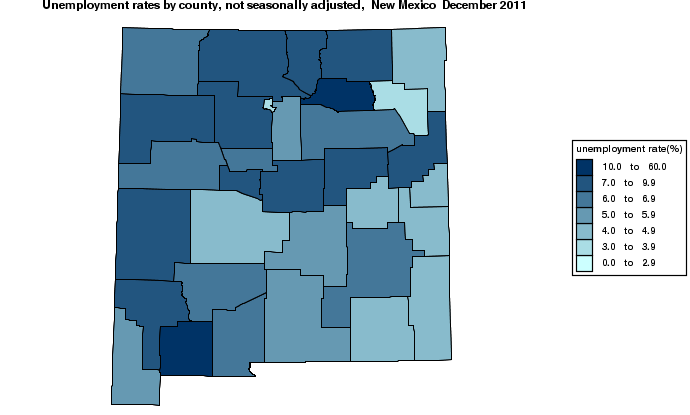 Unemployment rates by county, not seasonally adjusted, New Mexico December 2011
unemployment rate(%)
10.0 to 60.0
7.0 to 9.9
6.0 to 6.9
5.0 to 5.9
4.0 to 4.9
3.0 to 3.9
0.0 to 2.9